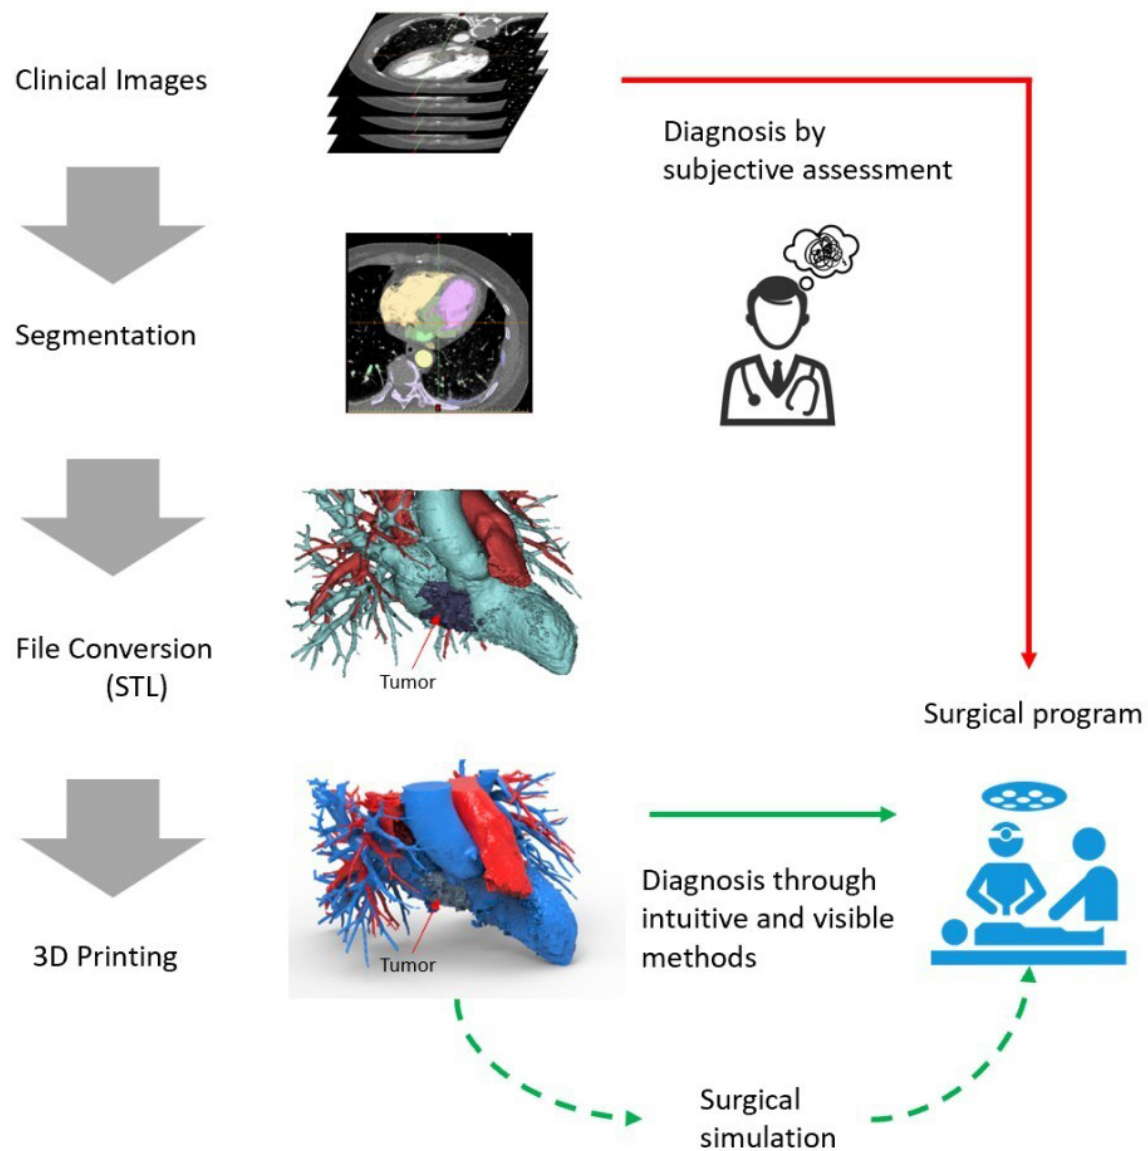 Clinical Images
Diagnosis by
subjective assessment
Segmentation
Tumor
File Conversion
(STL)
Surgical program
Diagnosis through
intuitive and visible
methods
Tumor
3D Printing
Surgical
simulation